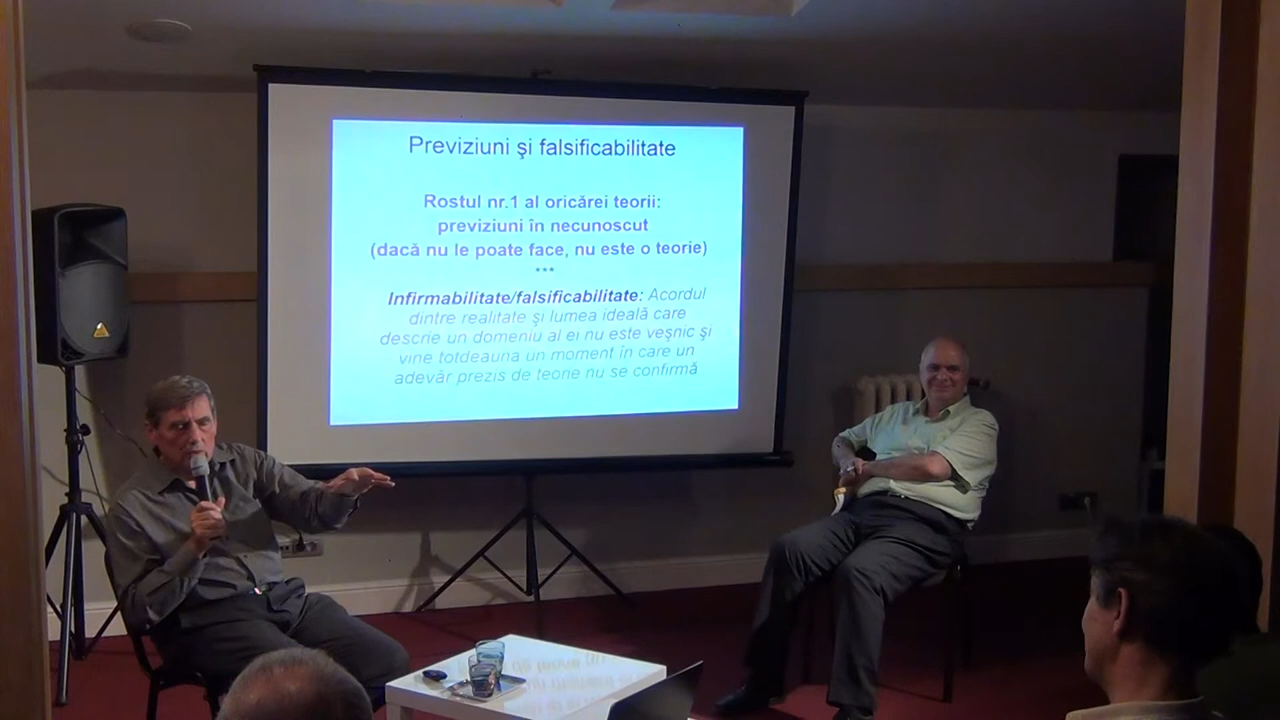 Previziuni şi falsificabilitate
Rostul nr.1 al oricărei teorii:
previziuni în necunoscut
(dacă nu le poate face, nu este o teorie)
***
Infirmabilitate/falsificabilitate: Acordul
dintre realitate şi lumea ideală care
descrie un domeniu al ei nu este veşnic şi
vine totdeauna un moment în care un
adevăr prezis de teorie nu se confirmă